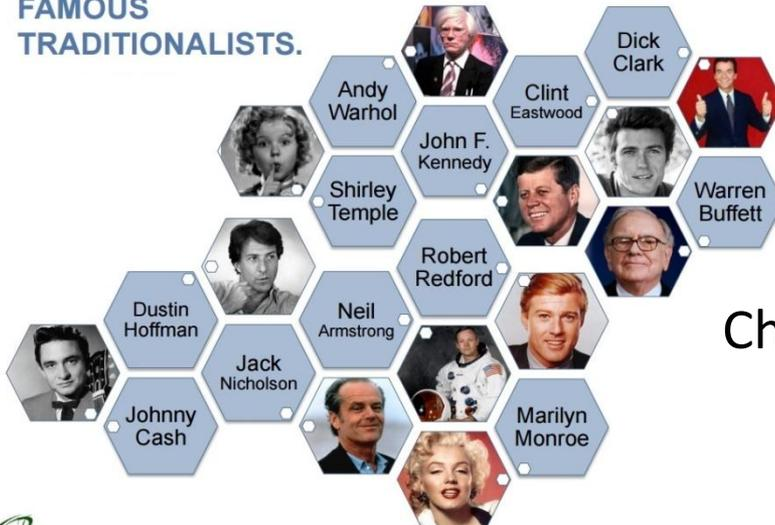 FAMOUS
TRADITIONALISTS.
Dick
Clark
Andy
Warhol
Clint
Eastwood
John F.
Kennedy
Shirley
Temple
Warren
Buffett
Robert
Redford
Dustin
Hoffman
Neil
Armstrong
Ch
Jack
Nicholson
Johnny
Cash
Marilyn
Monroe